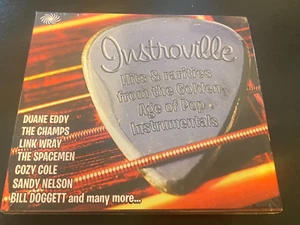 Instroville
Hits & rarities
from the Golden
Age of Pop
Instrumentals
DUANE EDDY
THE CHAMPS
LINK WRAY
THE SPACEMEN
COZY COLE
SANDY NELSON
BILL DOGGETT and many more...